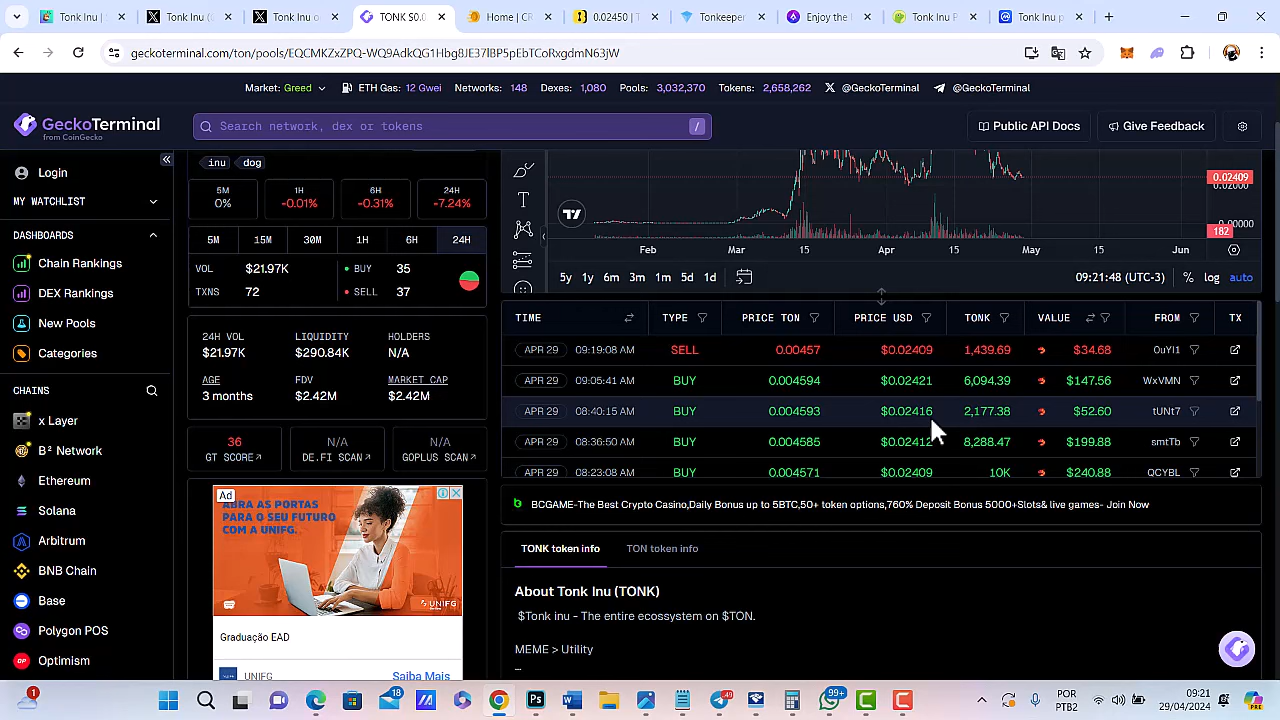 Tonk Inu (
Tonk Inu (
Tonk Inu o
TONK $0.0
Home | CR
0.02450 | T
Tonkeepe
Enjoy the
Tonk Inu P
Tonk Inu p
geckoterminal.com/ton/pools/EQCMKZxZPQ-WQ9AdkQG1Hbg8JE37lBP5pEbTCoRxgdmN63jW
Market: Greed
ETH Gas: 12 Gwei
Networks: 148
Dexes: 1,080
Pools: 3,032,370
Tokens: 2,658,262
@GeckoTerminal
@GeckoTerminal
GeckoTerminal
from CoinGecko
Search network, dex or tokens
/
Public API Docs
Give Feedback
Login
MY WATCHLIST
DASHBOARDS
Chain Rankings
DEX Rankings
New Pools
Categories
CHAINS
x Layer
B² Network
Ethereum
Solana
Arbitrum
BNB Chain
Base
Polygon POS
Optimism
inu dog
5M 1H 6H 24H
0% -0.01% -0.31% -7.24%
5M 15M 30M 1H 6H 24H
VOL $21.97K BUY 35
TXNS 72 SELL 37
24H VOL LIQUIDITY HOLDERS
$21.97K $290.84K N/A
AGE FDV MARKET CAP
3 months $2.42M $2.42M
36 N/A N/A
GT SCORE DE.FI SCAN GOPLUS SCAN
Ad
ABRA AS PORTAS
PARA O SEU FUTURO
COM A UNIFG.
UNIFG
Graduação EAD
UNIFG
Saiba Mais
0.02409
0.02000
0.00000
182
Feb Mar 15 Apr 15 May 15 Jun
5y 1y 6m 3m 1m 5d 1d
09:21:48 (UTC-3) % log auto
TIME TYPE PRICE TON PRICE USD TONK VALUE FROM TX
APR 29 09:19:08 AM SELL 0.00457 $0.02409 1,439.69 $34.68 0uYI1
APR 29 09:05:41 AM BUY 0.004594 $0.02421 6,094.39 $147.56 WxVMN
APR 29 08:40:15 AM BUY 0.004593 $0.02416 2,177.38 $52.60 tUNt7
APR 29 08:36:50 AM BUY 0.004585 $0.02412 8,288.47 $199.88 smtTb
APR 29 08:23:08 AM BUY 0.004571 $0.02409 10K $240.88 QCYBL
BCGAME-The Best Crypto Casino,Daily Bonus up to 5BTC,50+ token options,760% Deposit Bonus 5050+Slots& live games- Join Now
TONK token info TON token info
About Tonk Inu (TONK)
$Tonk inu - The entire ecosystem on $TON.
MEME > Utility
1
18
49
99+
POR
PTB2
09:21
29/04/2024
PRE